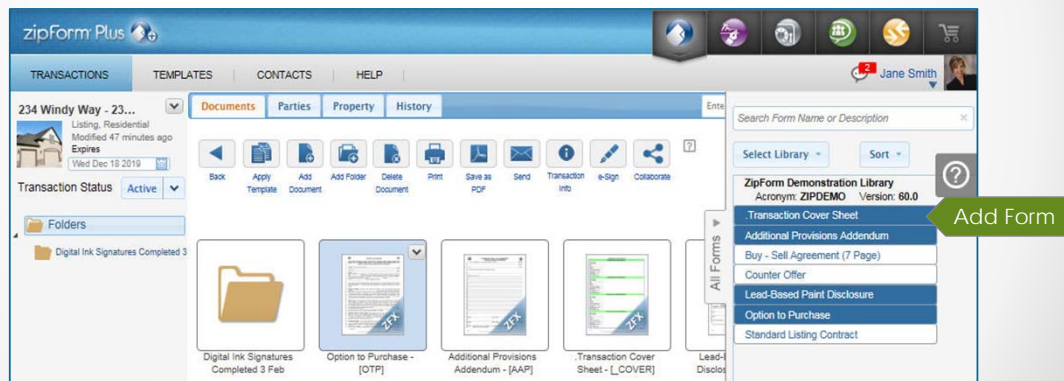 zipForm Plus
TRANSACTIONS TEMPLATES CONTACTS HELP
2
Jane Smith
234 Windy Way - 23...
Listing, Residential
Modified 47 minutes ago
Expires
Wed Dec 18 2019
Transaction Status Active
Folders
Digital Ink Signatures Completed 3
Documents Parties Property History
Ente
Back
Apply Template
Add Document
Add Folder
Delete Document
Print
Save as PDF
Send
Transaction Info
e-Sign
Collaborate
?
ZFX
ZFX
ZFX
Digital Ink Signatures
Completed 3 Feb
Option to Purchase -
[OTP]
Additional Provisions
Addendum - [AAP]
.Transaction Cover
Sheet - [_COVER]
Lead-
Disclos
All Forms
Search Form Name or Description
Select Library Sort
?
ZipForm Demonstration Library
Acronym: ZIPDEMO Version: 60.0
.Transaction Cover Sheet
Additional Provisions Addendum
Buy - Sell Agreement (7 Page)
Counter Offer
Lead-Based Paint Disclosure
Option to Purchase
Standard Listing Contract
Add Form